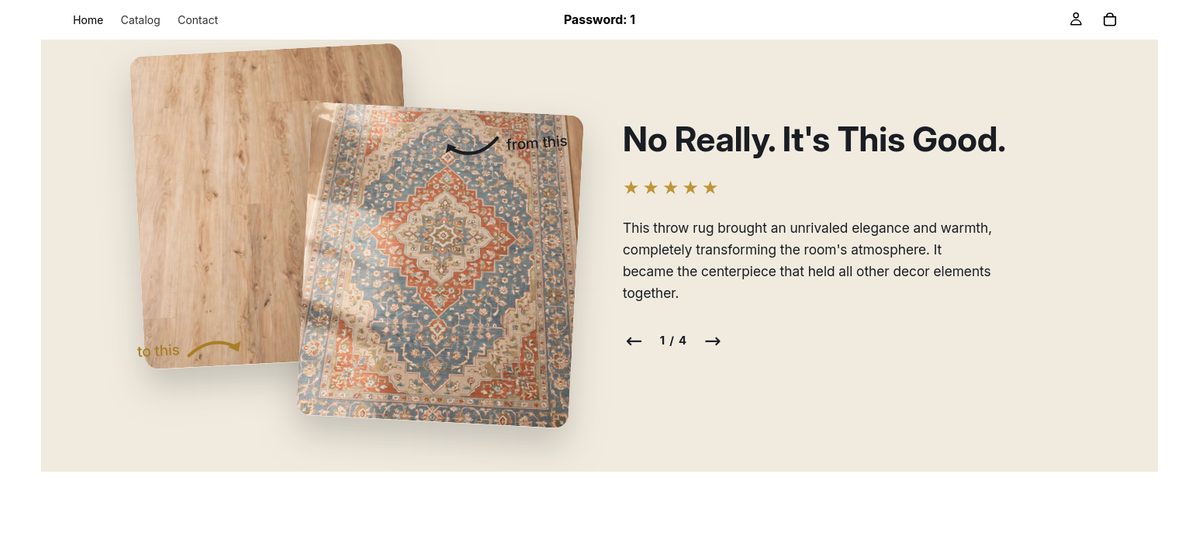 Home Catalog Contact
Password: 1
from this
to this
No Really. It's This Good.
This throw rug brought an unrivaled elegance and warmth,
completely transforming the room's atmosphere. It
became the centerpiece that held all other decor elements
together.
1 / 4